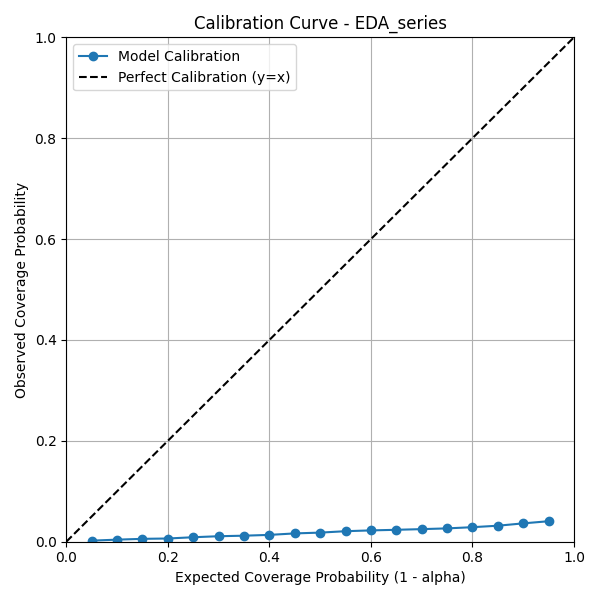 Calibration Curve - EDA_series
Model Calibration
Perfect Calibration (y=x)
1.0
0.8
0.6
0.4
0.2
0.0
0.0 0.2 0.4 0.6 0.8 1.0
Observed Coverage Probability
Expected Coverage Probability (1 - alpha)